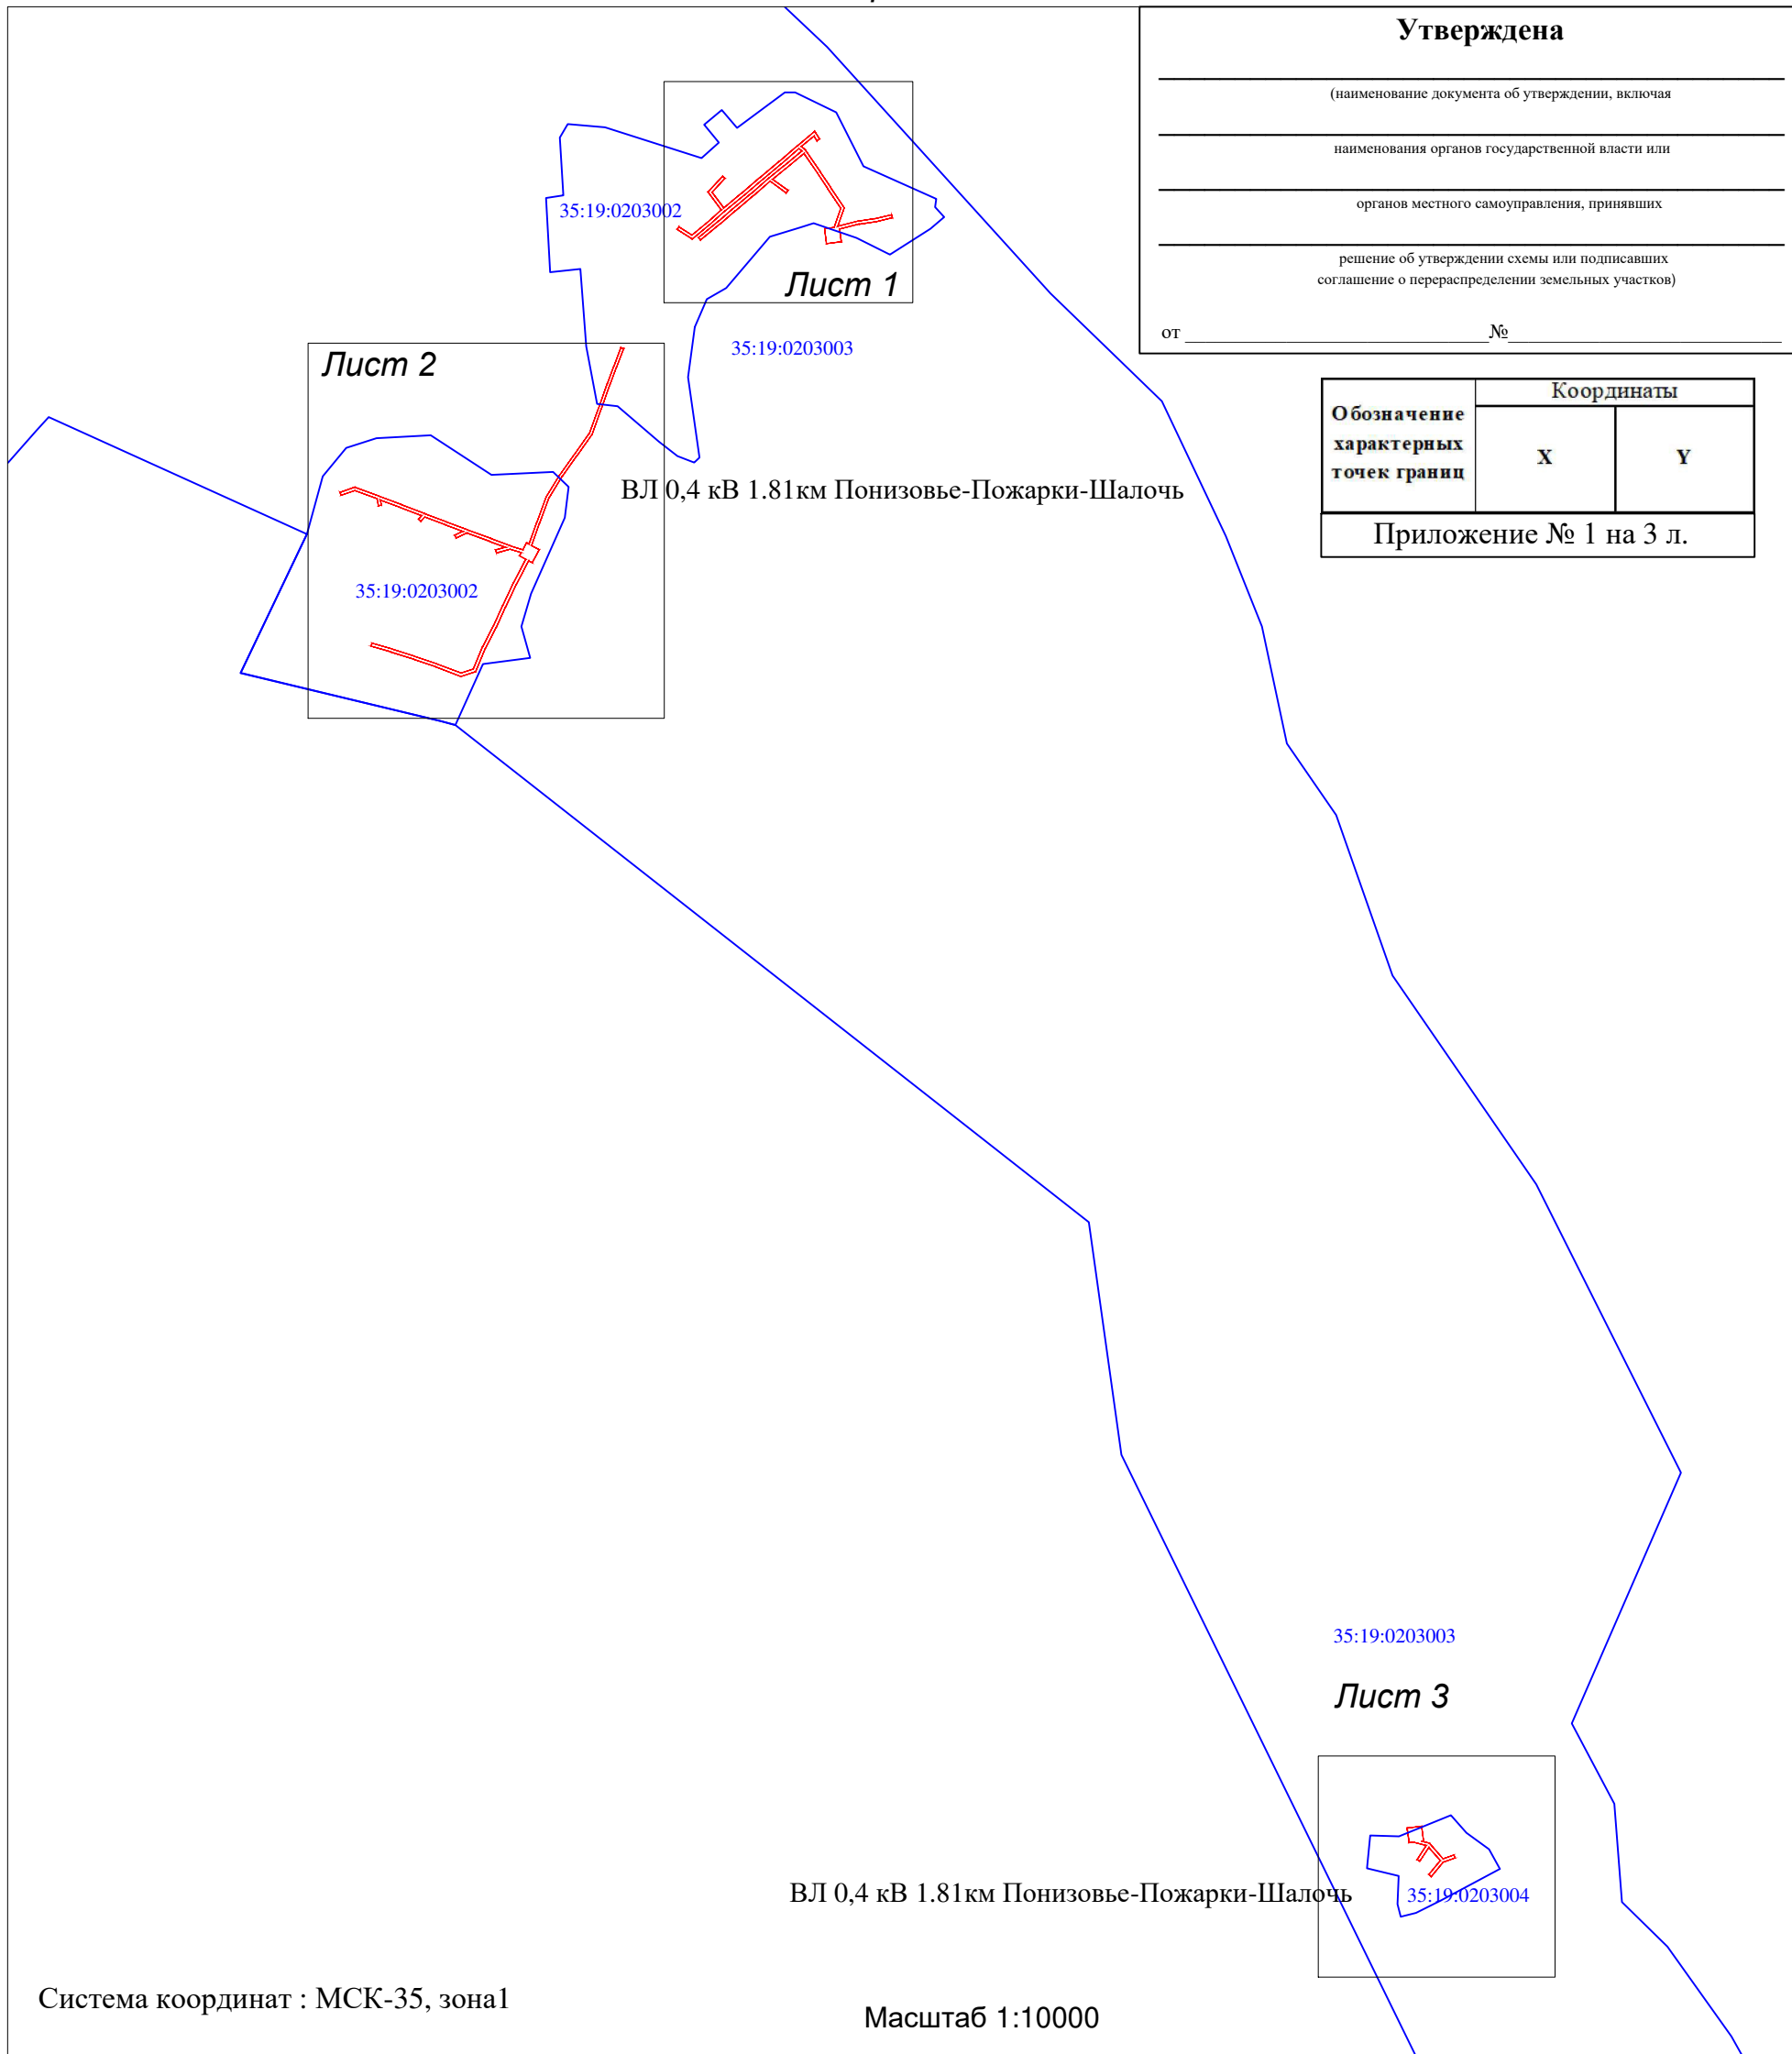 Утверждена
(наименование документа об утверждении, включая
наименования органов государственной власти или
органов местного самоуправления, принявших
решение об утверждении схемы или подписавших
соглашение о перераспределении земельных участков)
от №
35:19:0203002
Лист 1
35:19:0203003
Лист 2
Обозначение характерных точек границ
Координаты
X Y
Приложение № 1 на 3 л.
ВЛ 0,4 кВ 1.81км Понизовье-Пожарки-Шалочь
35:19:0203002
35:19:0203003
Лист 3
ВЛ 0,4 кВ 1.81км Понизовье-Пожарки-Шалочь
35:19:0203004
Система координат : МСК-35, зона1
Масштаб 1:10000